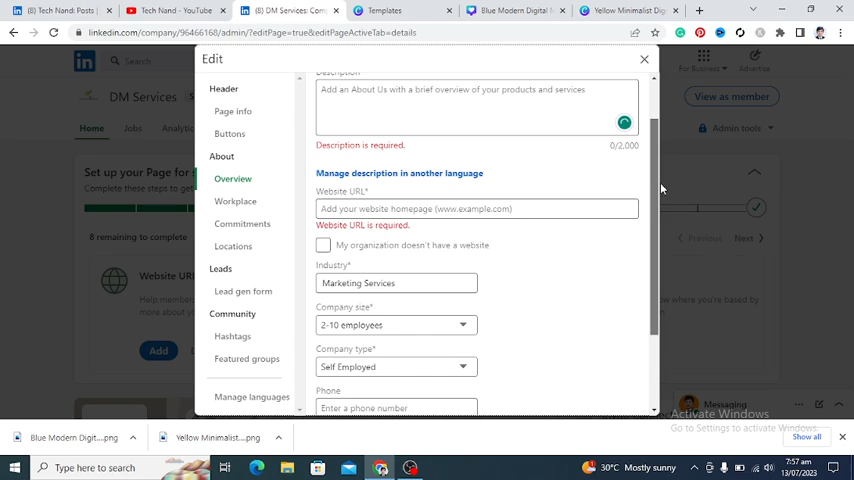 (8) Tech Nand: Posts |
Tech Nand - YouTube
(8) DM Services: Comp
Templates
Blue Modern Digital M
Yellow Minimalist Dig
linkedin.com/company/96466168/admin/?editPage=true&editPageActiveTab=details
in
Search
For Business
Advertise
DM Services
View as member
Home
Jobs
Analytic
Admin tools
Set up your Page for
Complete these steps to get
8 remaining to complete
Previous
Next
Website URL
Help mem
more about
know where you're based by
Add
Edit
Header
Page info
Buttons
About
Overview
Workplace
Commitments
Locations
Leads
Lead gen form
Community
Hashtags
Featured groups
Manage languages
Description
Add an About Us with a brief overview of your products and services
Description is required.
0/2,000
Manage description in another language
Website URL*
Add your website homepage (www.example.com)
Website URL is required.
My organization doesn't have a website
Industry*
Marketing Services
Company size*
2-10 employees
Company type*
Self Employed
Phone
Enter a phone number
Messaging
Activate Windows
Go to Settings to activate Windows.
Blue Modern Digit....png
Yellow Minimalist....png
Show all
Type here to search
30°C Mostly sunny
7:57 am
13/07/2023